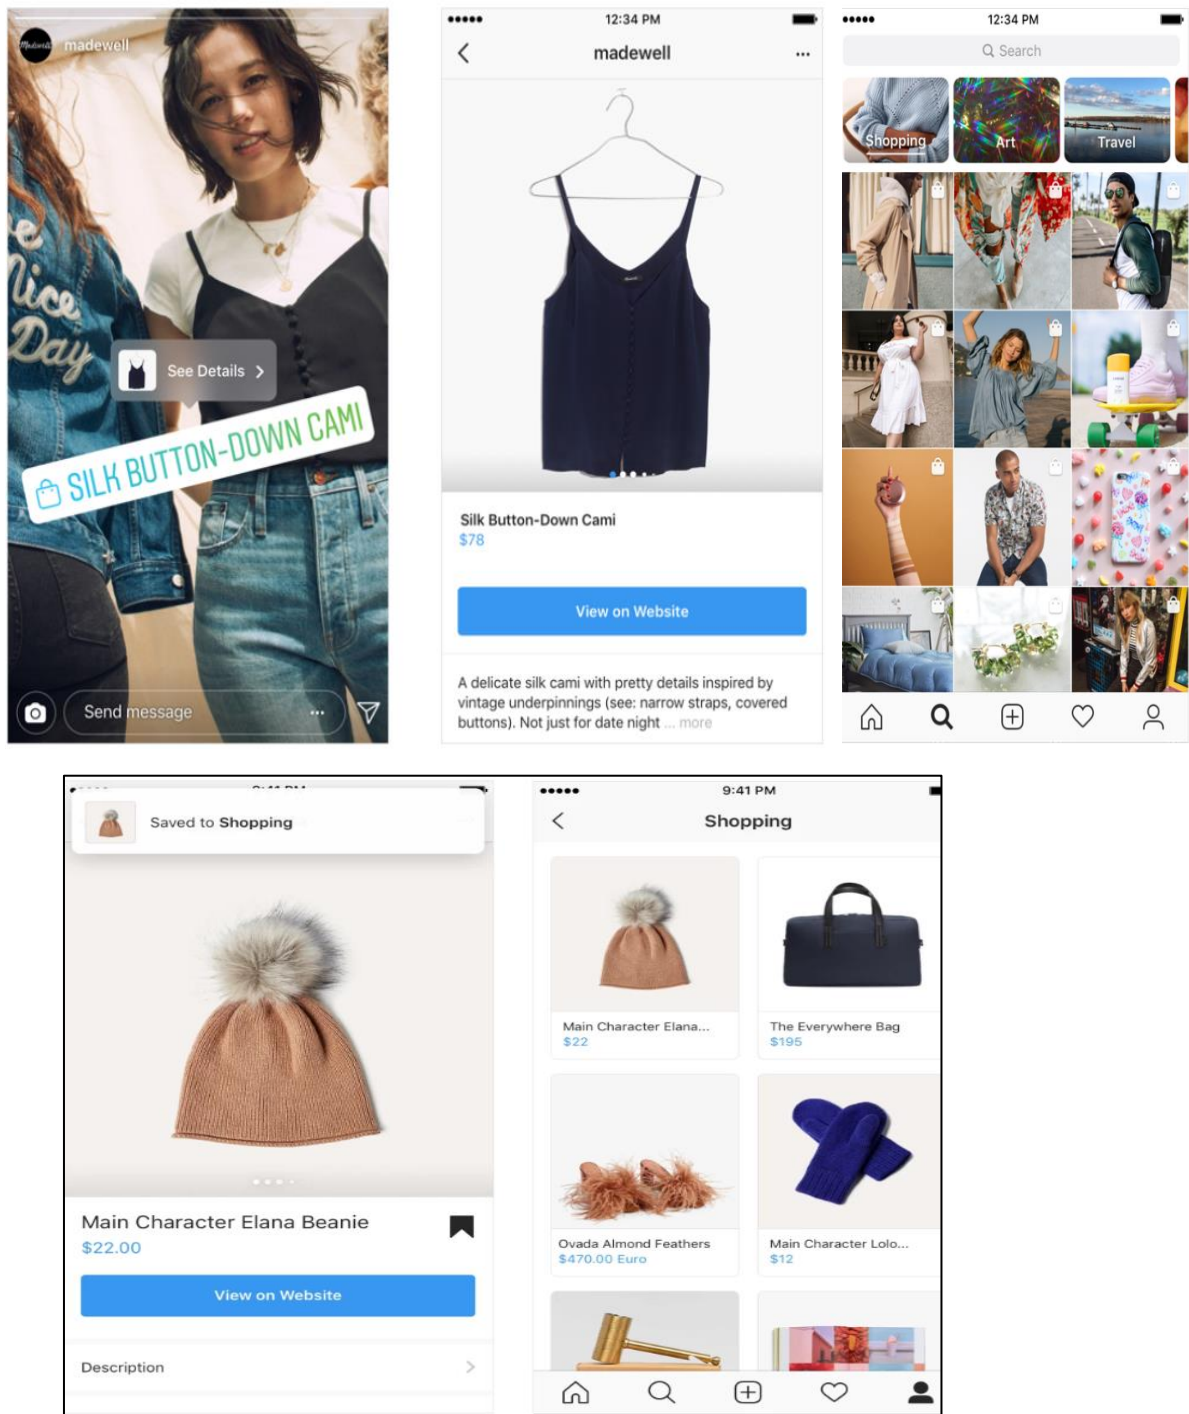 Madewell
madewell
Nice
Day
See Details >
SILK BUTTON-DOWN CAMI
Send message
...
12:34 PM
madewell
...
Silk Button-Down Cami
$78
View on Website
A delicate silk cami with pretty details inspired by
vintage underpinnings (see: narrow straps, covered
buttons). Not just for date night ... more
12:34 PM
Search
Shopping
Art
Travel
Saved to Shopping
Main Character Elana Beanie
$22.00
View on Website
Description
9:41 PM
Shopping
Main Character Elana...
$22
The Everywhere Bag
$195
Ovada Almond Feathers
$470.00 Euro
Main Character Lolo...
$12